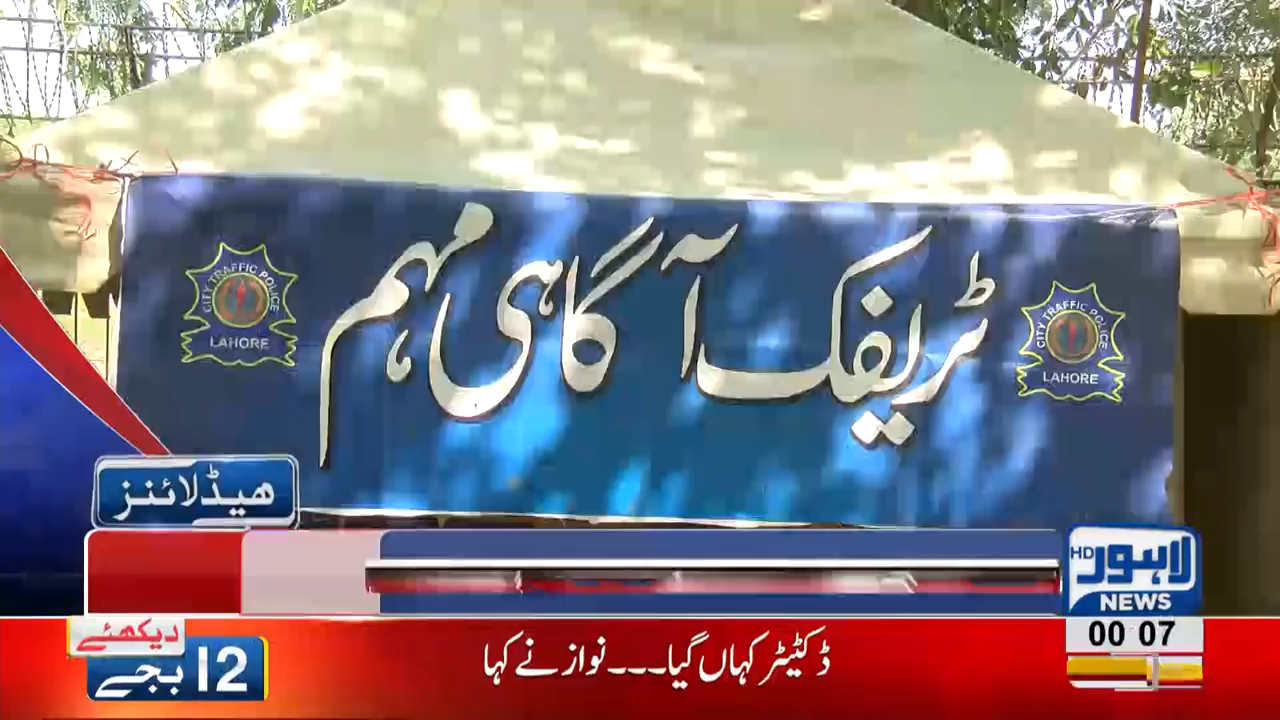 ٹریفک آگاہی مہم
CITY TRAFFIC POLICE
LAHORE
CITY TRAFFIC POLICE
LAHORE
ھیڈلائنز
HD لاہور
NEWS
00 07
دیکھئے
12 بجے
ڈکٹیٹر کہاں گیا۔۔۔نواز نے کہا